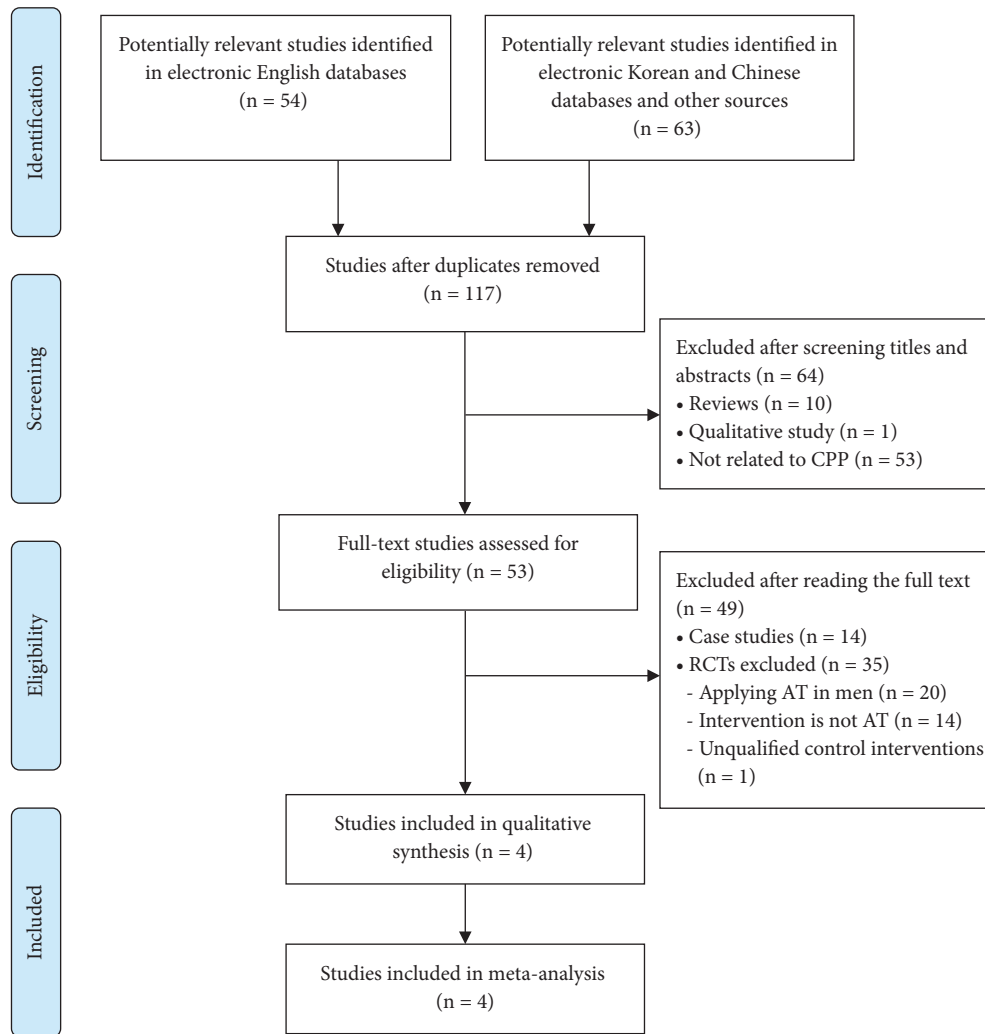 Identification
Potentially relevant studies identified
in electronic English databases
(n = 54)
Potentially relevant studies identified in
electronic Korean and Chinese
databases and other sources
(n = 63)
Studies after duplicates removed
(n = 117)
Screening
Excluded after screening titles and
abstracts (n = 64)
• Reviews (n = 10)
• Qualitative study (n = 1)
• Not related to CPP (n = 53)
Eligibility
Full-text studies assessed for
eligibility (n = 53)
Excluded after reading the full text
(n = 49)
• Case studies (n = 14)
• RCTs excluded (n = 35)
- Applying AT in men (n = 20)
- Intervention is not AT (n = 14)
- Unqualified control interventions
(n = 1)
Included
Studies included in qualitative
synthesis (n = 4)
Studies included in meta-analysis
(n = 4)